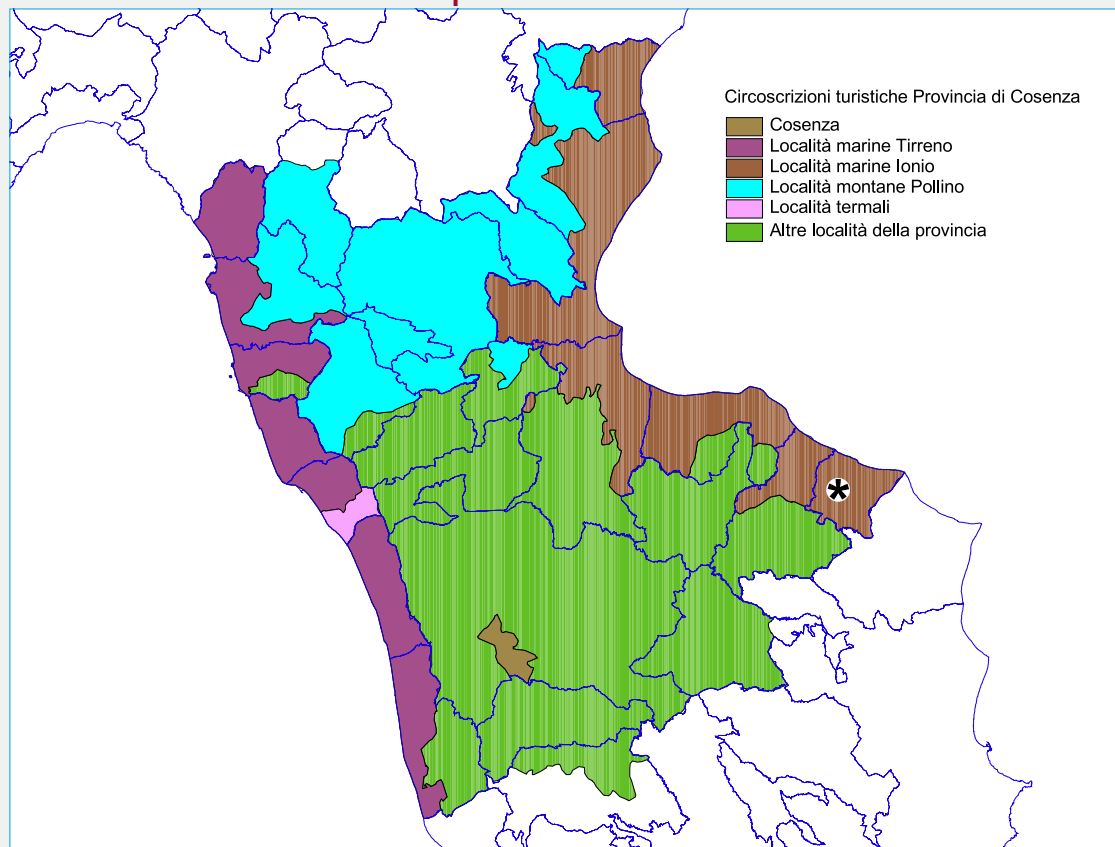 Circoscrizioni turistiche Provincia di Cosenza
Cosenza
Località marine Tirreno
Località marine Ionio
Località montane Pollino
Località termali
Altre località della provincia
*